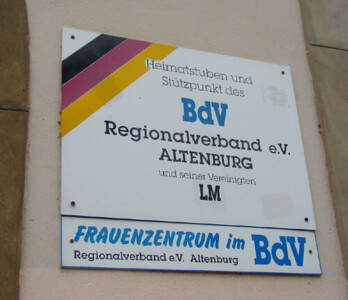 Heimatstuben und
Stützpunkt des
BdV
Regionalverband e.V.
ALTENBURG
und seiner Vereinigten
LM
FRAUENZENTRUM im BdV
Regionalverband e.V. Altenburg